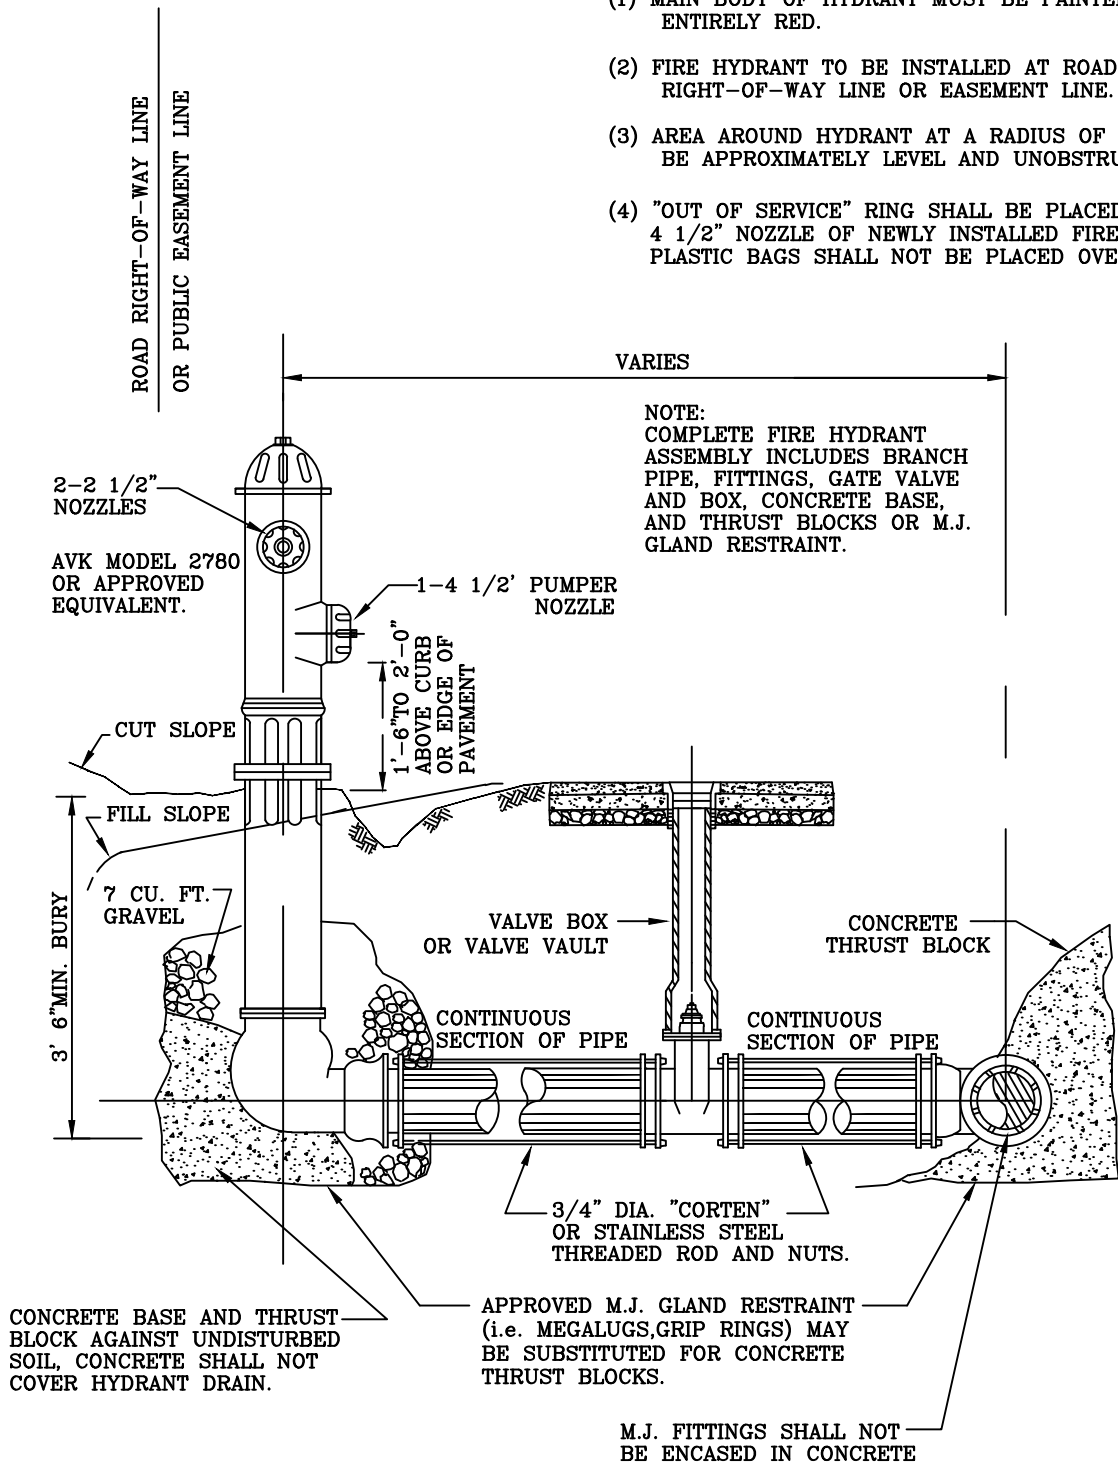 (1) MAIN BODY OF HYDRANT MUST BE
ENTIRELY RED.
(2) FIRE HYDRANT TO BE INSTALLED AT ROAD
RIGHT-OF-WAY LINE OR EASEMENT LINE.
(3) AREA AROUND HYDRANT AT A RADIUS OF
BE APPROXIMATELY LEVEL AND
(4) "OUT OF SERVICE" RING SHALL BE PLACED
4 1/2" NOZZLE OF NEWLY INSTALLED FIRE
PLASTIC BAGS SHALL NOT BE PLACED
ROAD RIGHT-OF-WAY LINE
OR PUBLIC EASEMENT LINE
VARIES
NOTE:
COMPLETE FIRE HYDRANT
ASSEMBLY INCLUDES BRANCH
PIPE, FITTINGS, GATE VALVE
AND BOX, CONCRETE BASE,
AND THRUST BLOCKS OR M.J.
GLAND RESTRAINT.
2-2 1/2"
NOZZLES
AVK MODEL 2780
OR APPROVED
EQUIVALENT.
1-4 1/2' PUMPER
NOZZLE
1'-6"TO 2'-0"
ABOVE CURB
OR EDGE OF
PAVEMENT
CUT SLOPE
FILL SLOPE
7 CU. FT.
GRAVEL
3' 6"MIN. BURY
VALVE BOX
OR VALVE VAULT
CONCRETE
THRUST BLOCK
CONTINUOUS
SECTION OF PIPE
CONTINUOUS
SECTION OF PIPE
3/4" DIA. "CORTEN"
OR STAINLESS STEEL
THREADED ROD AND NUTS.
CONCRETE BASE AND THRUST
BLOCK AGAINST UNDISTURBED
SOIL, CONCRETE SHALL NOT
COVER HYDRANT DRAIN.
APPROVED M.J. GLAND RESTRAINT
(i.e. MEGALUGS,GRIP RINGS) MAY
BE SUBSTITUTED FOR CONCRETE
THRUST BLOCKS.
M.J. FITTINGS SHALL NOT
BE ENCASED IN CONCRETE